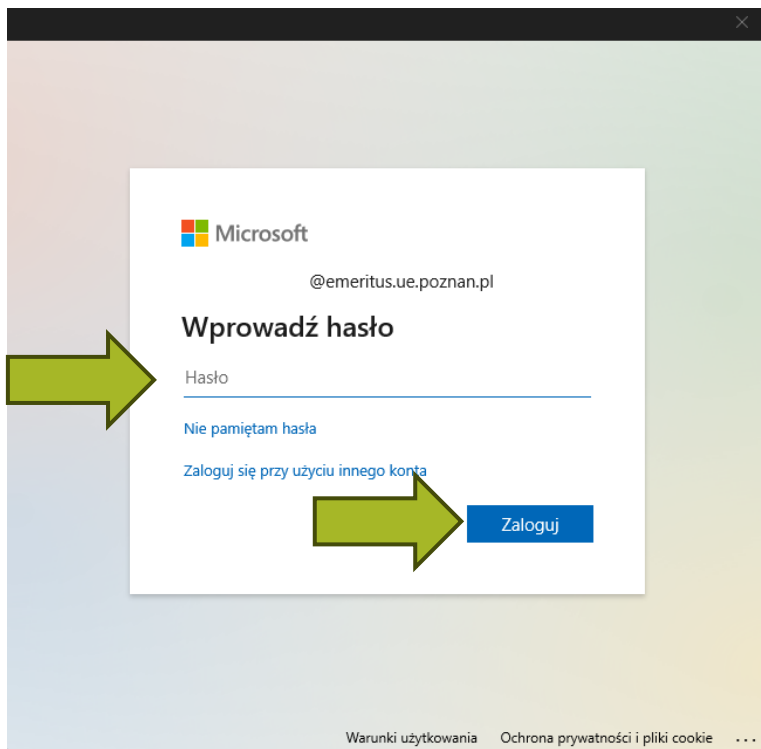 Microsoft
@emeritus.ue.poznan.pl
Wprowadź hasło
Hasło
Nie pamiętam hasła
Zaloguj się przy użyciu innego konta
Zaloguj
Warunki użytkowania Ochrona prywatności i pliki cookie ...